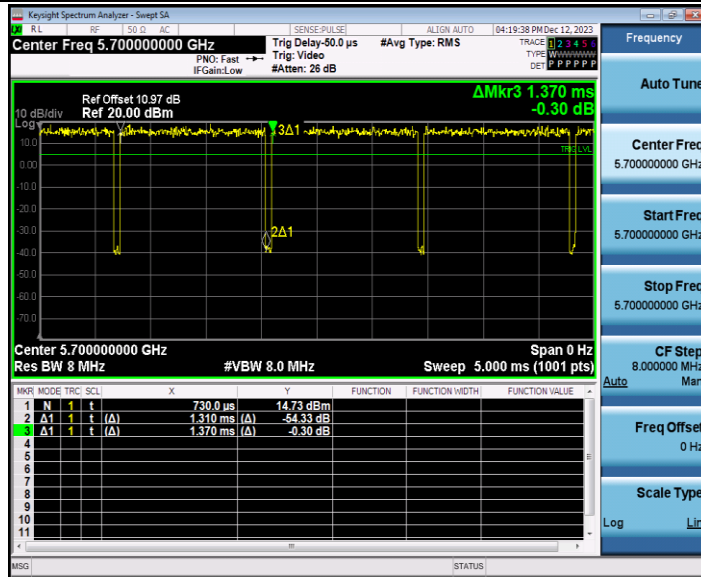 Keysight Spectrum Analyzer - Swept SA
RL RF 50 Ω AC SENSE:PULSE ALIGN AUTO 04:19:38 PM Dec 12, 2023
Center Freq 5.700000000 GHz
PNO: Fast
IFGain:Low
Trig Delay-50.0 µs
Trig: Video
#Atten: 26 dB
#Avg Type: RMS
TRACE 1 2 3 4 5 6
TYPE WWWWWW
DET P P P P P P
ΔMkr3 1.370 ms
-0.30 dB
Ref Offset 10.97 dB
10 dB/div Ref 20.00 dBm
Log
3Δ1
TRIG LVL
10.0
0.00
-10.0
-20.0
-30.0
2Δ1
-40.0
-50.0
-60.0
-70.0
Center 5.700000000 GHz Span 0 Hz
Res BW 8 MHz #VBW 8.0 MHz Sweep 5.000 ms (1001 pts)
MKR MODE TRC SCL X Y FUNCTION FUNCTION WIDTH FUNCTION VALUE
1 N 1 t 730.0 µs 14.73 dBm
2 Δ1 1 t (Δ) 1.310 ms (Δ) -54.33 dB
3 Δ1 1 t (Δ) 1.370 ms (Δ) -0.30 dB
4
5
6
7
8
9
10
11
MSG STATUS
Frequency
Auto Tune
Center Freq
5.700000000 GHz
Start Freq
5.700000000 GHz
Stop Freq
5.700000000 GHz
CF Step
8.000000 MHz
Auto Man
Freq Offset
0 Hz
Scale Type
Log Lin